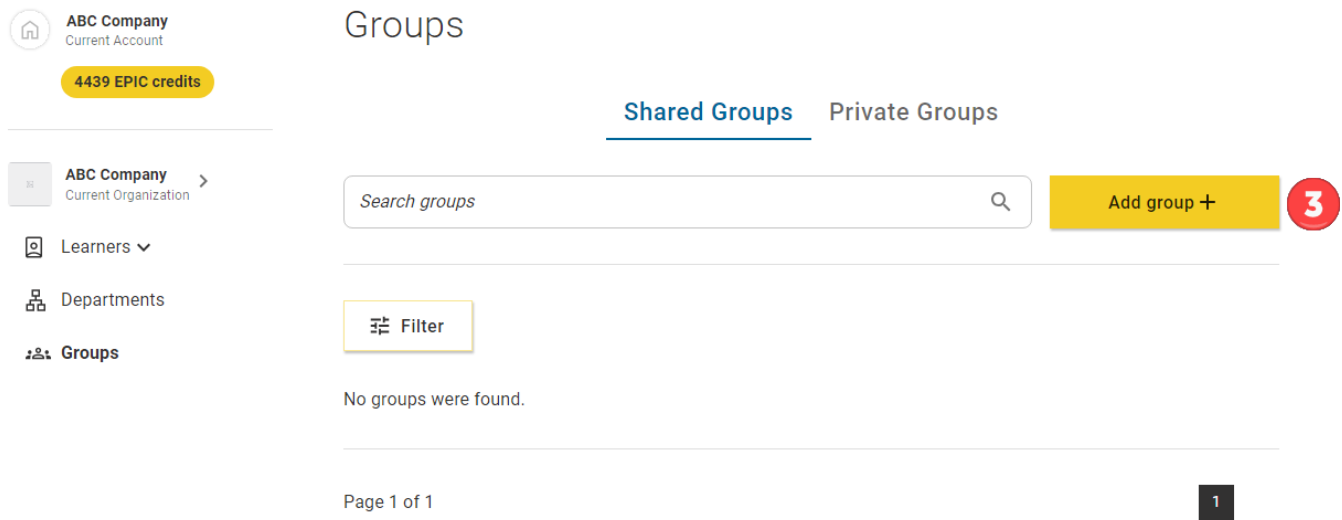 ABC Company
Current Account
4439 EPIC credits
ABC Company
Current Organization
Learners
Departments
Groups
Groups
Shared Groups Private Groups
Search groups
Add group +
3
Filter
No groups were found.
Page 1 of 1
1